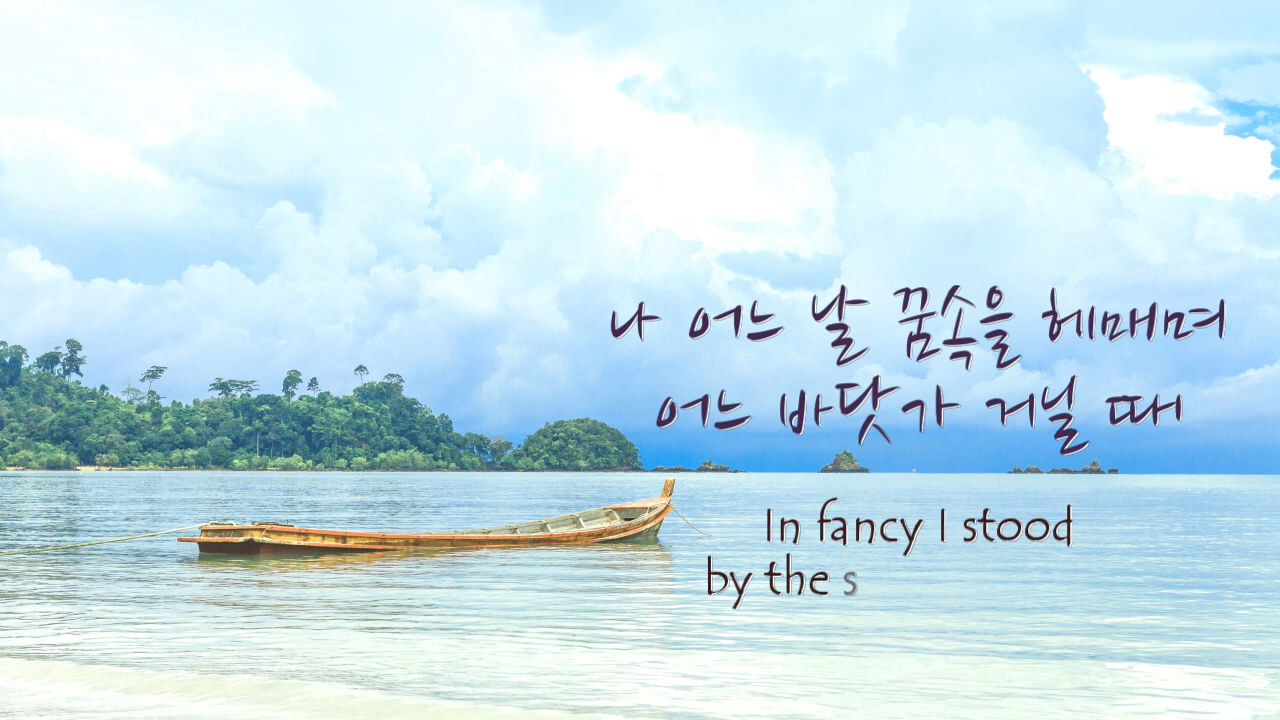 나 어느 날 꿈속을 헤매며
어느 바닷가 거닐 때
In fancy I stood
by the s